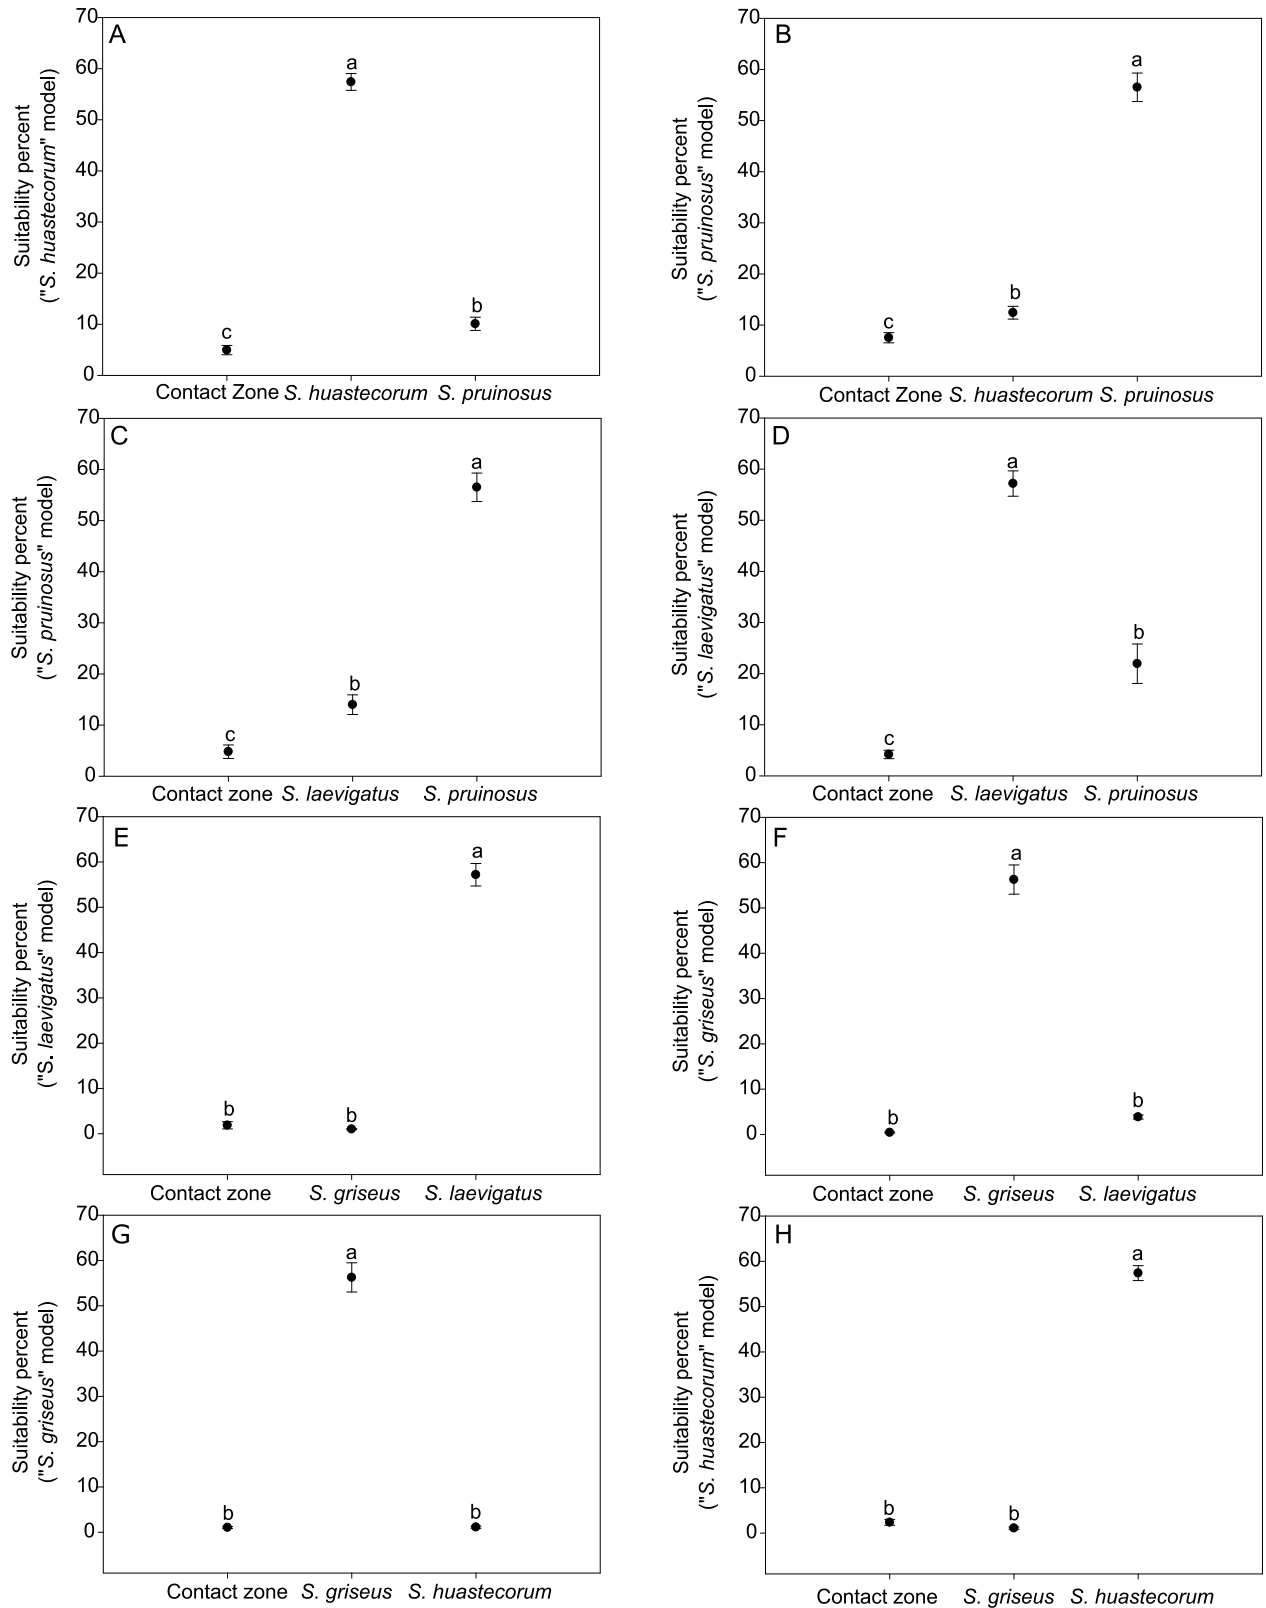 A
Suitability percent
("S. huastecorum" model)
70
60
50
40
30
20
10
0
a
b
c
Contact Zone S. huastecorum S. pruinosus
B
Suitability percent
("S. pruinosus" model)
70
60
50
40
30
20
10
0
a
b
c
Contact Zone S. huastecorum S. pruinosus
C
Suitability percent
("S. pruinosus" model)
70
60
50
40
30
20
10
0
a
b
c
Contact zone S. laevigatus S. pruinosus
D
Suitability percent
("S. laevigatus" model)
70
60
50
40
30
20
10
0
a
b
c
Contact zone S. laevigatus S. pruinosus
E
Suitability percent
("S. laevigatus" model)
70
60
50
40
30
20
10
0
a
b
b
Contact zone S. griseus S. laevigatus
F
Suitability percent
("S. griseus" model)
70
60
50
40
30
20
10
0
a
b
b
Contact zone S. griseus S. laevigatus
G
Suitability percent
("S. griseus" model)
70
60
50
40
30
20
10
0
a
b
b
Contact zone S. griseus S. huastecorum
H
Suitability percent
("S. huastecorum" model)
70
60
50
40
30
20
10
0
a
b
b
Contact zone S. griseus S. huastecorum